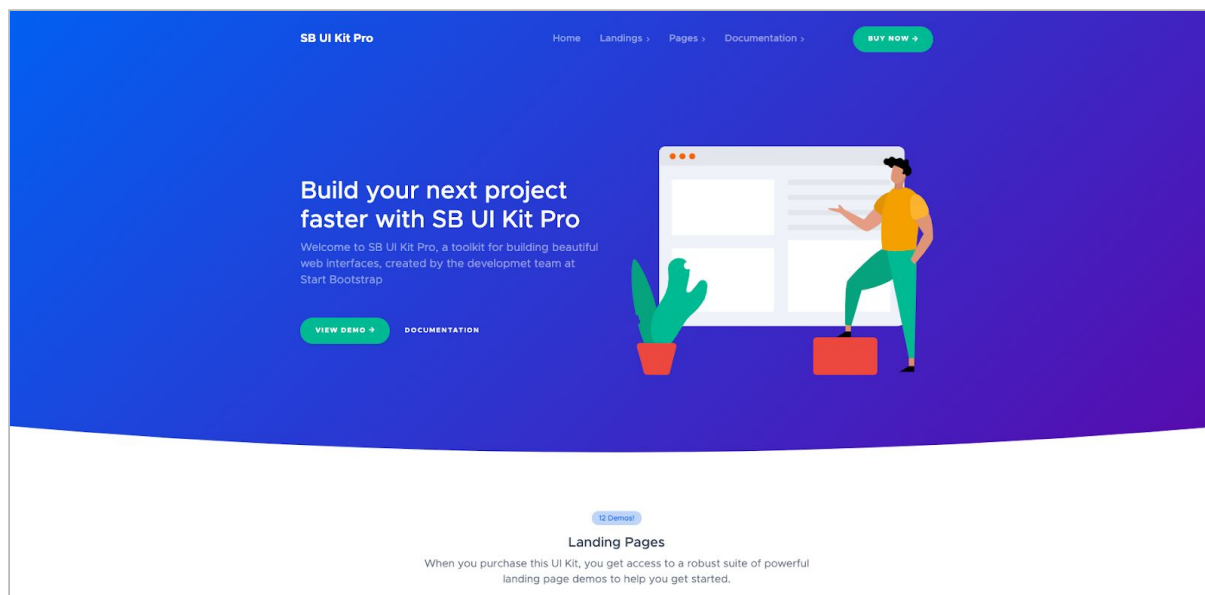 SB UI Kit Pro
Home Landings › Pages › Documentation ›
BUY NOW →
Build your next project
faster with SB UI Kit Pro
Welcome to SB UI Kit Pro, a toolkit for building beautiful
web interfaces, created by the developmet team at
Start Bootstrap
VIEW DEMO → DOCUMENTATION
12 Demos!
Landing Pages
When you purchase this UI Kit, you get access to a robust suite of powerful
landing page demos to help you get started.